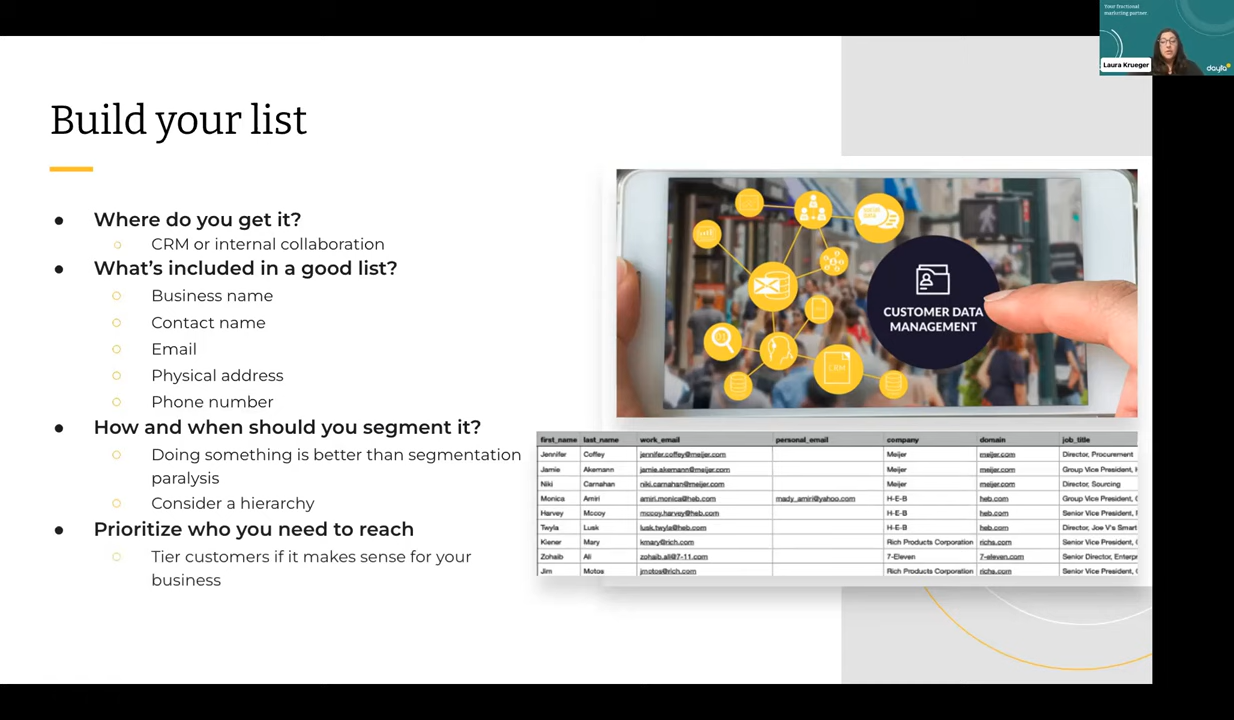 Your fractional
marketing partner
Laura Krueger
dayta
Build your list
● Where do you get it?
○ CRM or internal collaboration
● What's included in a good list?
○ Business name
○ Contact name
○ Email
○ Physical address
○ Phone number
● How and when should you segment it?
○ Doing something is better than segmentation
paralysis
○ Consider a hierarchy
● Prioritize who you need to reach
○ Tier customers if it makes sense for your
business
CUSTOMER DATA
MANAGEMENT
CRM
first_name last_name work_email personal_email company domain job_title
Jennifer Coffey jennifer.coffey@meijer.com Meijer meijer.com Director, Procurement
Jamie Akemann jamie.akemann@meijer.com Meijer meijer.com Group Vice President,
Niki Carnahan niki.carnahan@meijer.com Meijer meijer.com Director, Sourcing
Monica Amiri amiri.monica@heb.com mady_amiri@yahoo.com H-E-B heb.com Group Vice President,
Harvey Mccoy mccoy.harvey@heb.com H-E-B heb.com Senior Vice President,
Twyla Lusk lusk.twyla@heb.com H-E-B heb.com Director, Joe V's Smart
Kiener Mary kmary@rich.com Rich Products Corporation richs.com Senior Vice President,
Zohaib Ali zohaib.ali@7-11.com 7-Eleven 7-eleven.com Senior Director, Enterp
Jim Motos jmotos@rich.com Rich Products Corporation richs.com Senior Vice President,